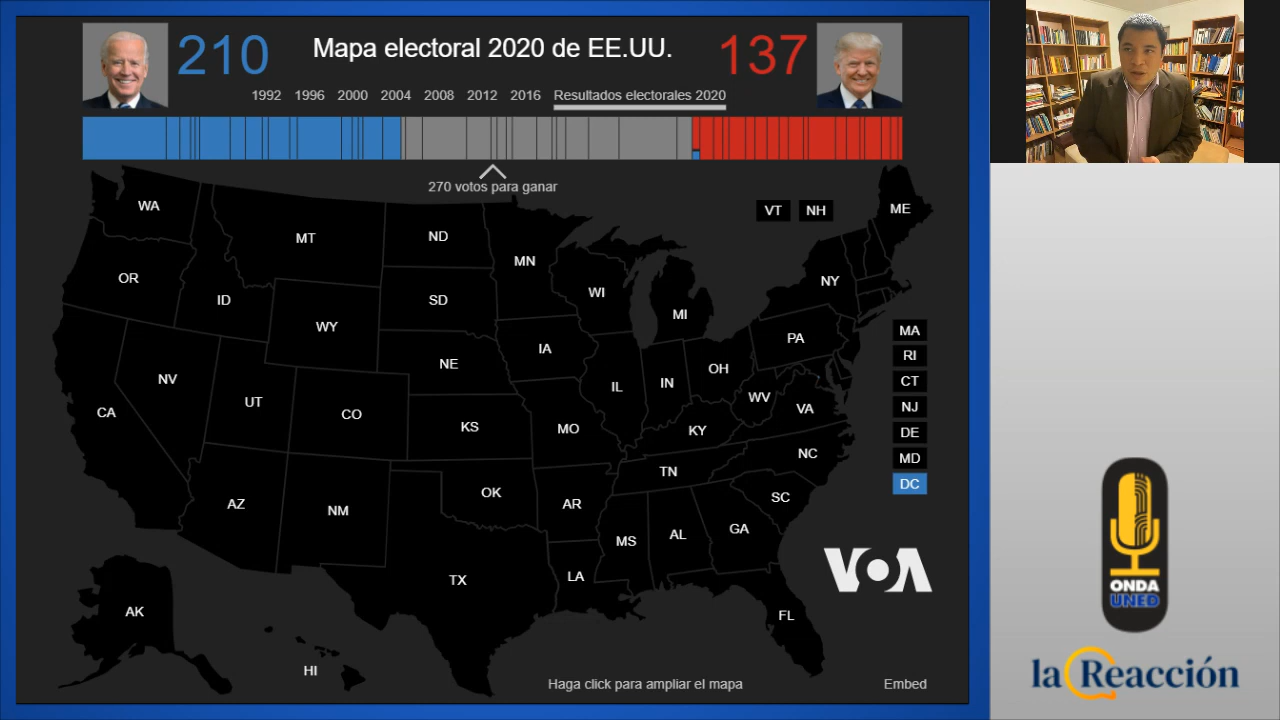 210
Mapa electoral 2020 de EE.UU.
137
1992 1996 2000 2004 2008 2012 2016 Resultados electorales 2020
270 votos para ganar
WA
MT
ND
MN
VT
NH
ME
OR
ID
SD
WI
NY
WY
MI
MA
NE
IA
PA
RI
NV
UT
CO
IL
IN
OH
CT
CA
KS
MO
WV
VA
NJ
KY
DE
NC
MD
AZ
NM
OK
AR
TN
SC
DC
MS
AL
GA
TX
LA
VOA
AK
FL
HI
Haga click para ampliar el mapa
Embed
ONDA
UNED
la Reacción